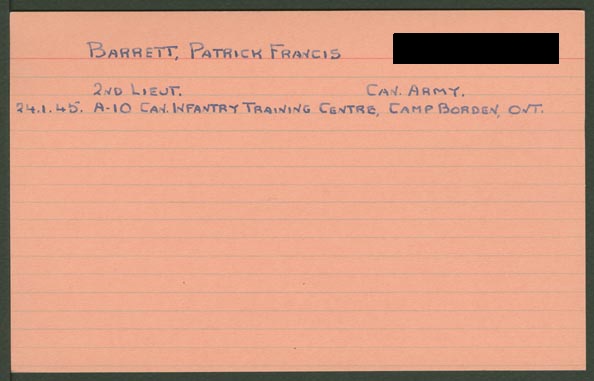 BARRETT, PATRICK FRANCIS
2ND LIEUT. CAN. ARMY.
24.1.45. A-10 CAN. INFANTRY TRAINING CENTRE, CAMP BORDEN, ONT.